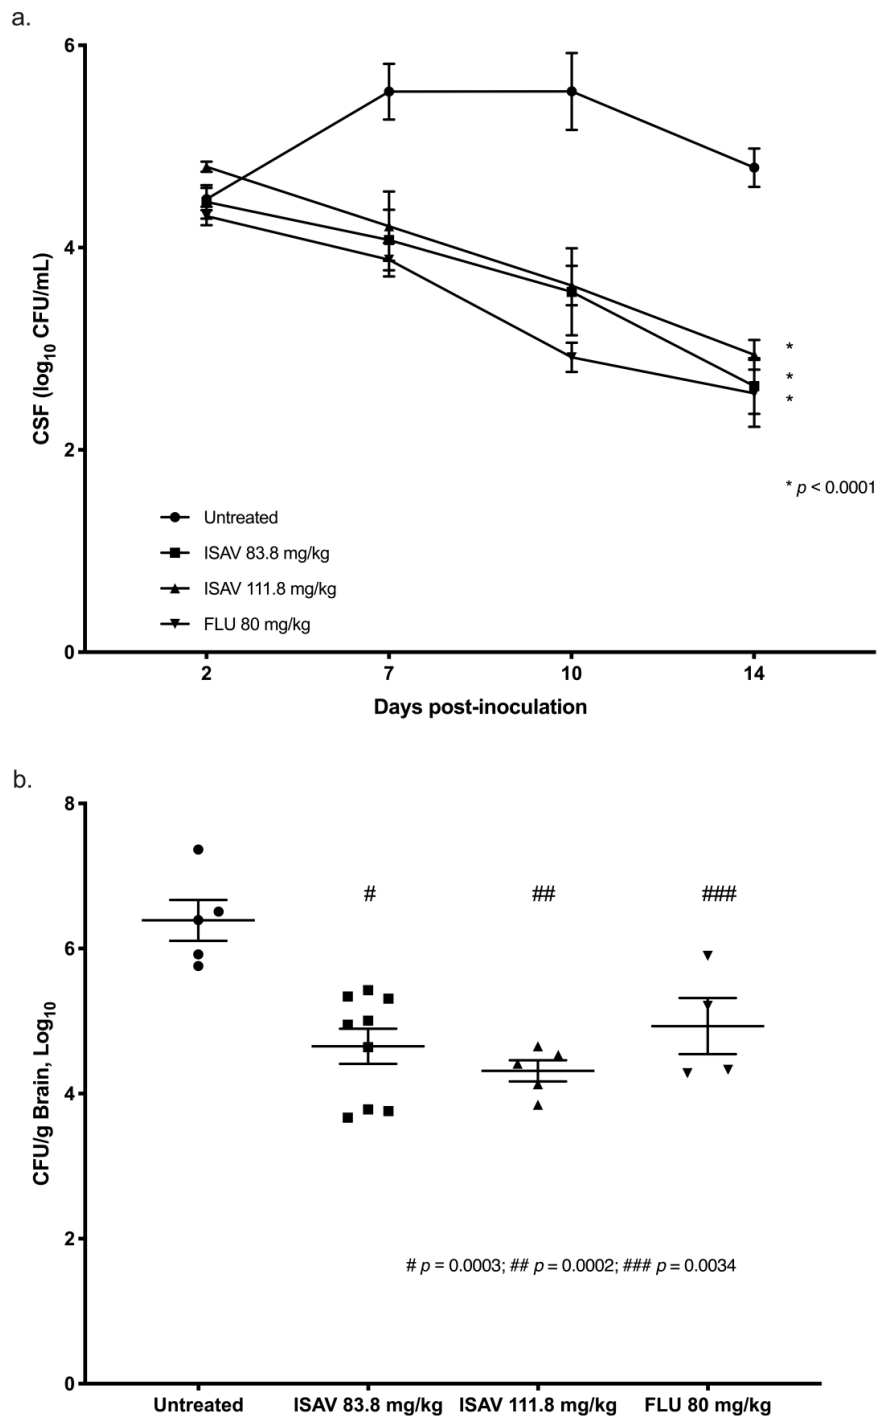 a.
6
4
2
0
CSF (log10 CFU/mL)
*
*
*
* p < 0.0001
Untreated
ISAV 83.8 mg/kg
ISAV 111.8 mg/kg
FLU 80 mg/kg
2 7 10 14
Days post-inoculation
b.
8
6
4
2
0
CFU/g Brain, Log10
# ## ###
# p = 0.0003; ## p = 0.0002; ### p = 0.0034
Untreated ISAV 83.8 mg/kg ISAV 111.8 mg/kg FLU 80 mg/kg